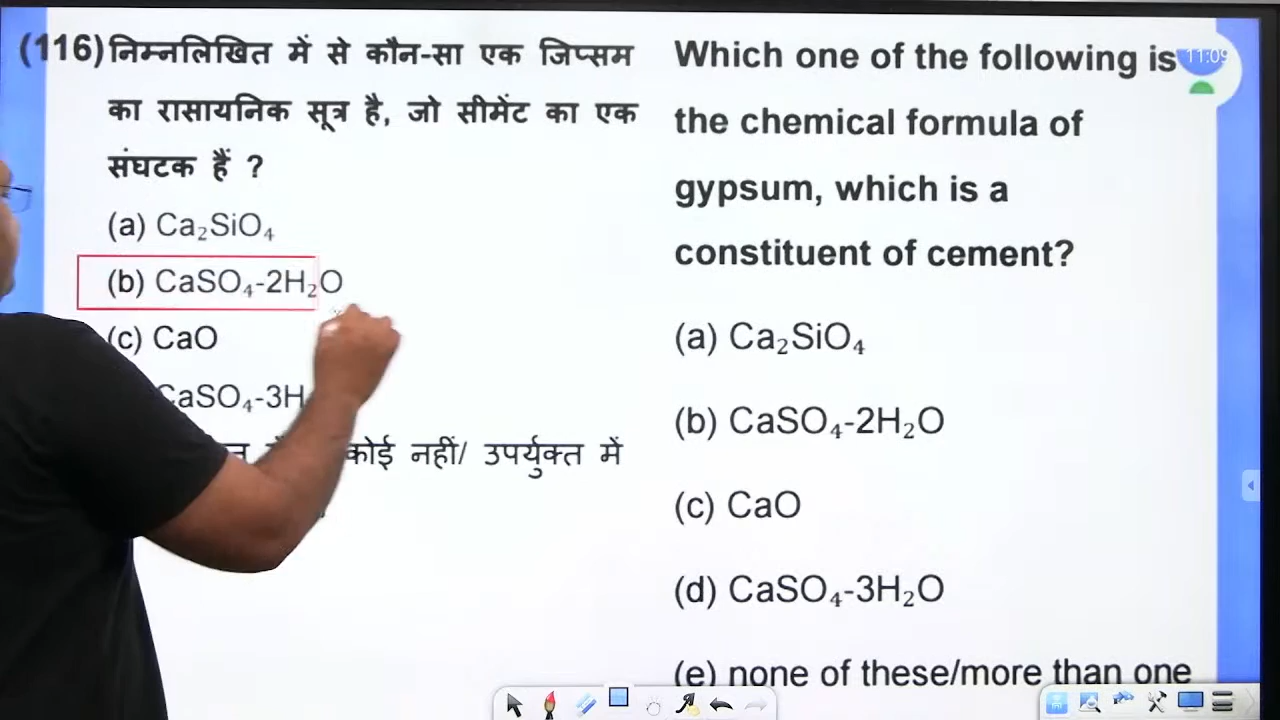 (116) निम्नलिखित में से कौन-सा एक जिप्सम
का रासायनिक सूत्र है, जो सीमेंट का एक
संघटक हैं ?
(a) Ca₂SiO₄
(b) CaSO₄-2H₂O
(c) CaO
CaSO₄-3H
कोई नहीं/ उपर्युक्त में
Which one of the following is
the chemical formula of
gypsum, which is a
constituent of cement?
(a) Ca₂SiO₄
(b) CaSO₄-2H₂O
(c) CaO
(d) CaSO₄-3H₂O
(e) none of these/more than one
11:09